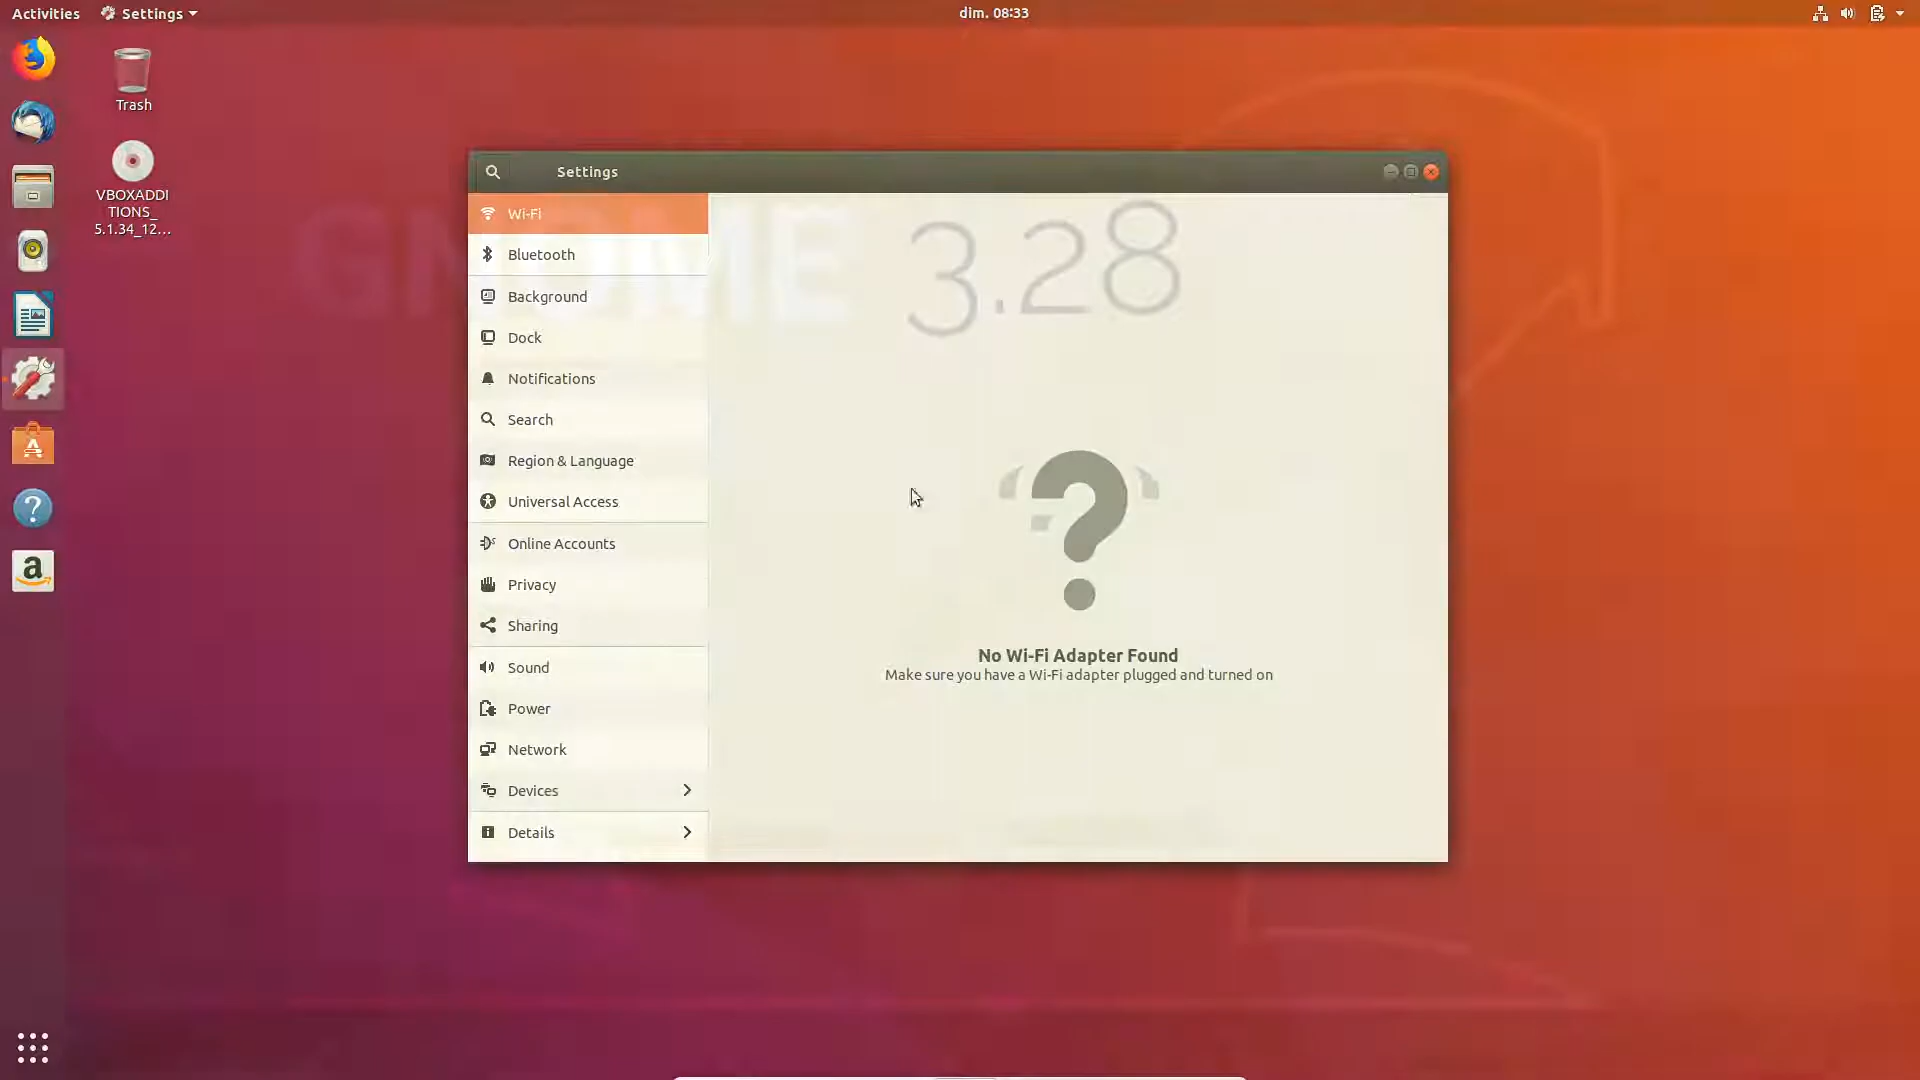 Activities
Settings
dim. 08:33
Trash
VBOXADDI
TIONS_
5.1.34_12...
Settings
Wi-Fi
GNOME 3.28
Bluetooth
Background
Dock
Notifications
Search
Region & Language
Universal Access
Online Accounts
Privacy
Sharing
Sound
Power
Network
Devices
Details
No Wi-Fi Adapter Found
Make sure you have a Wi-Fi adapter plugged and turned on